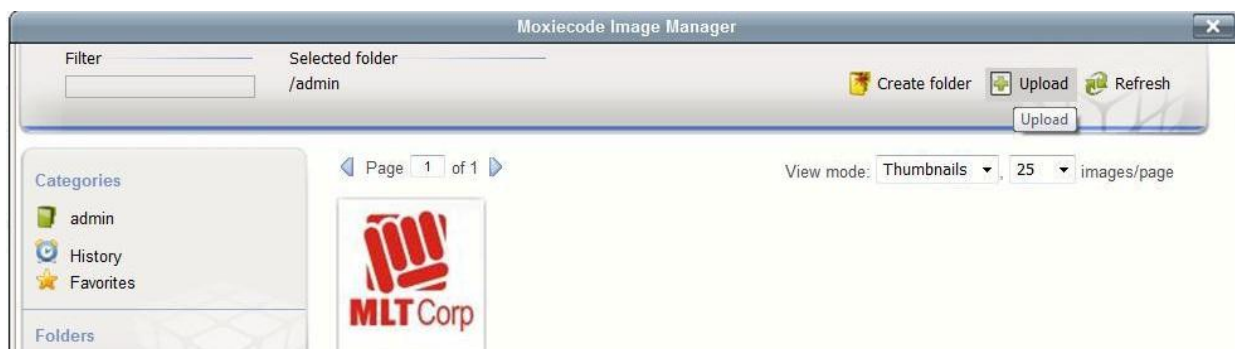 Moxiecode Image Manager
Filter
Selected folder
/admin
Create folder
Upload
Refresh
Upload
Categories
admin
History
Favorites
Folders
Page 1 of 1
View mode: Thumbnails , 25 images/page
MLT Corp